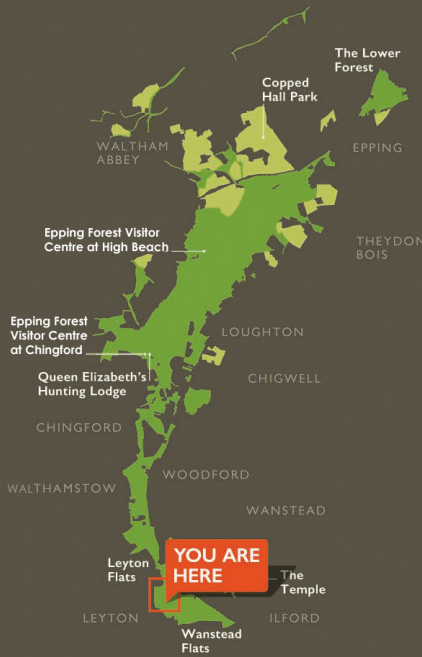 The Lower
Forest
Copped
Hall Park
WALTHAM
ABBEY
EPPING
Epping Forest Visitor
Centre at High Beach
THEYDON
BOIS
Epping Forest
Visitor Centre
at Chingford
LOUGHTON
Queen Elizabeth's
Hunting Lodge
CHIGWELL
CHINGFORD
WOODFORD
WALTHAMSTOW
WANSTEAD
YOU ARE
HERE
Leyton
Flats
The
Temple
LEYTON
ILFORD
Wanstead
Flats